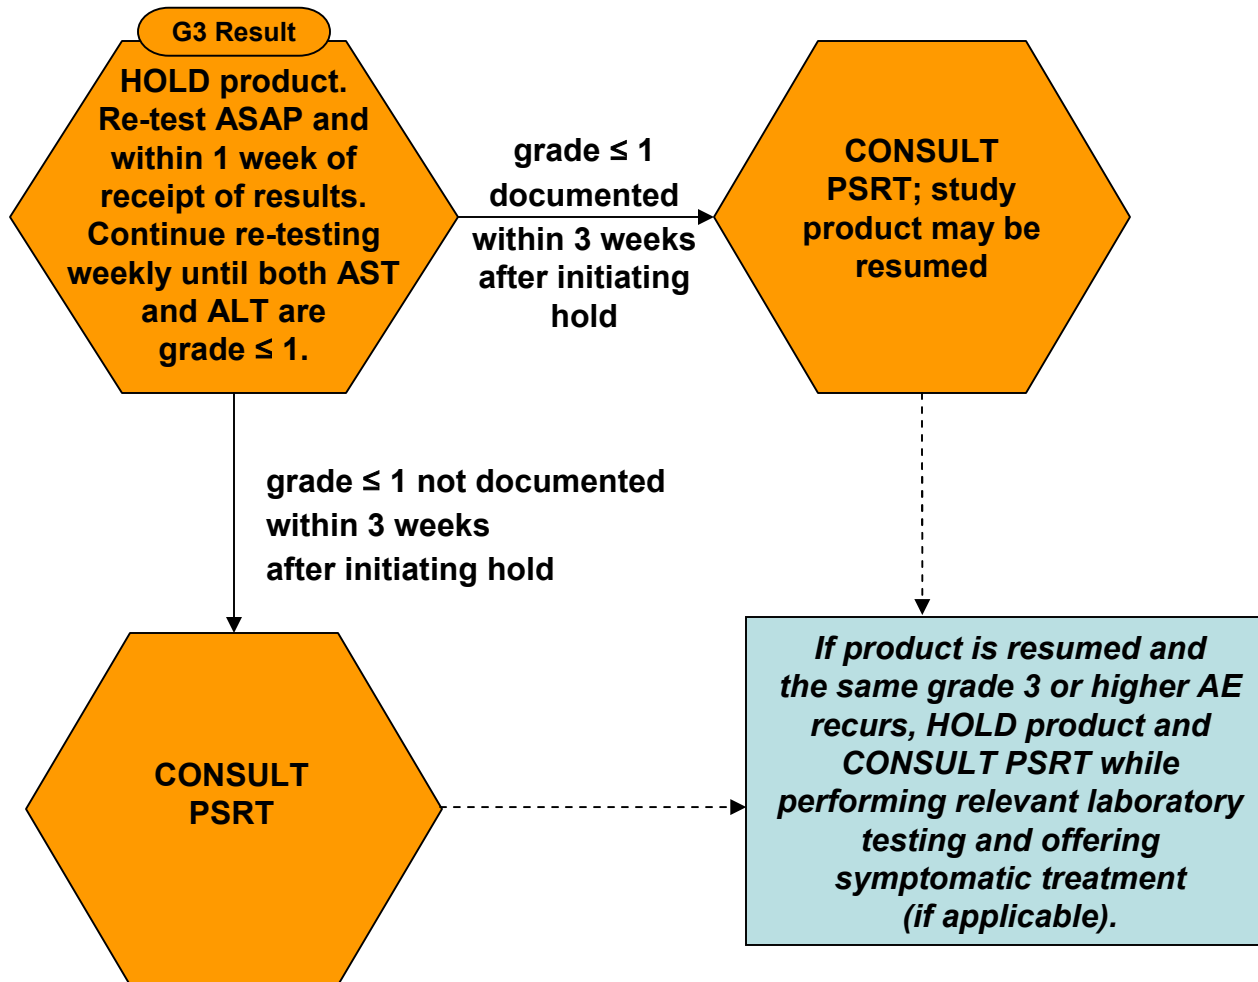 G3 Result
HOLD product.
Re-test ASAP and
within 1 week of
receipt of results.
Continue re-testing
weekly until both AST
and ALT are
grade ≤ 1.
grade ≤ 1
documented
within 3 weeks
after initiating
hold
CONSULT
PSRT; study
product may be
resumed
grade ≤ 1 not documented
within 3 weeks
after initiating hold
CONSULT
PSRT
If product is resumed and
the same grade 3 or higher AE
recurs, HOLD product and
CONSULT PSRT while
performing relevant laboratory
testing and offering
symptomatic treatment
(if applicable).